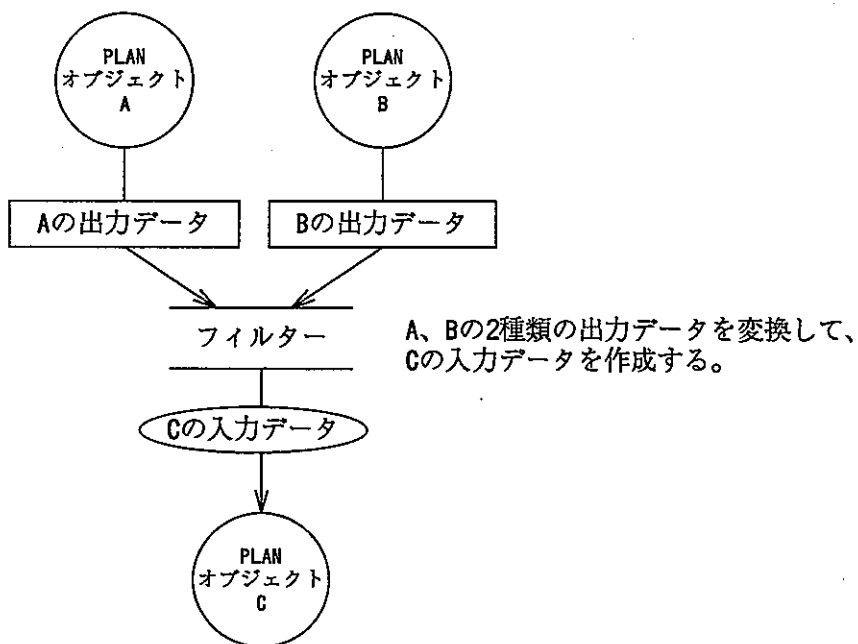 PLAN
オブジェクト
A
PLAN
オブジェクト
B
Aの出力データ
Bの出力データ
フィルター
A、Bの2種類の出力データを変換して、
Cの入力データを作成する。
Cの入力データ
PLAN
オブジェクト
C